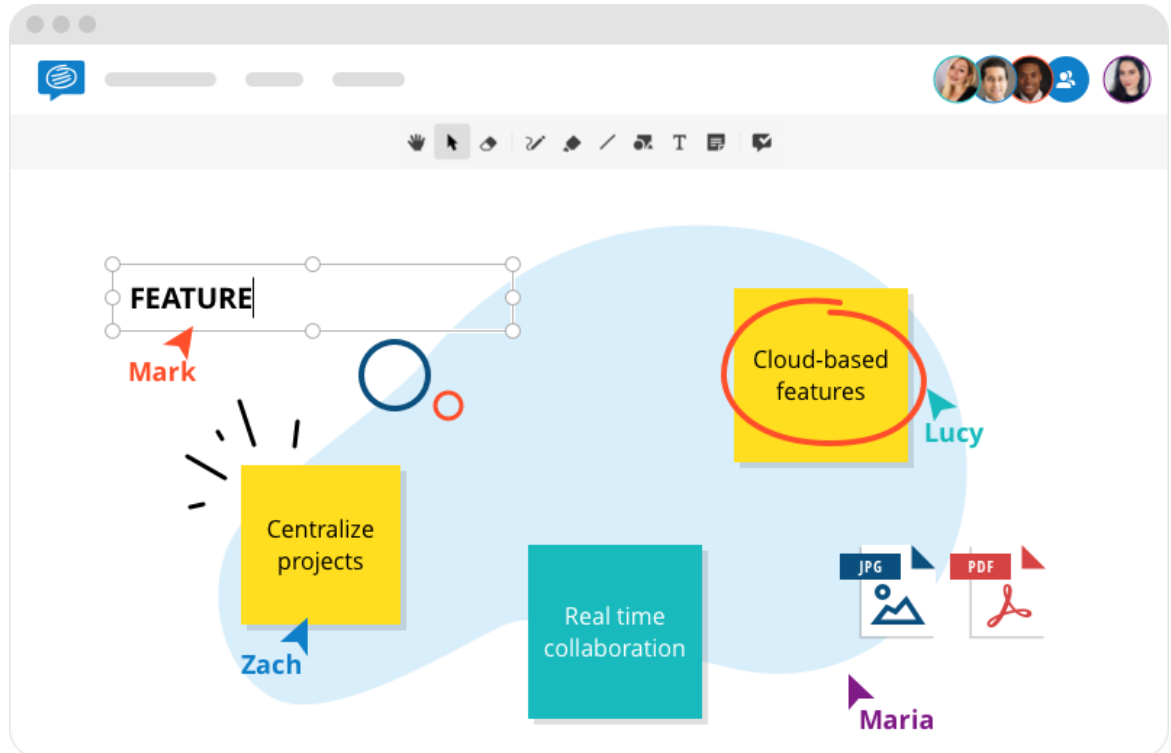 FEATURE
Mark
Cloud-based
features
Lucy
Centralize
projects
Zach
Real time
collaboration
JPG
PDF
Maria